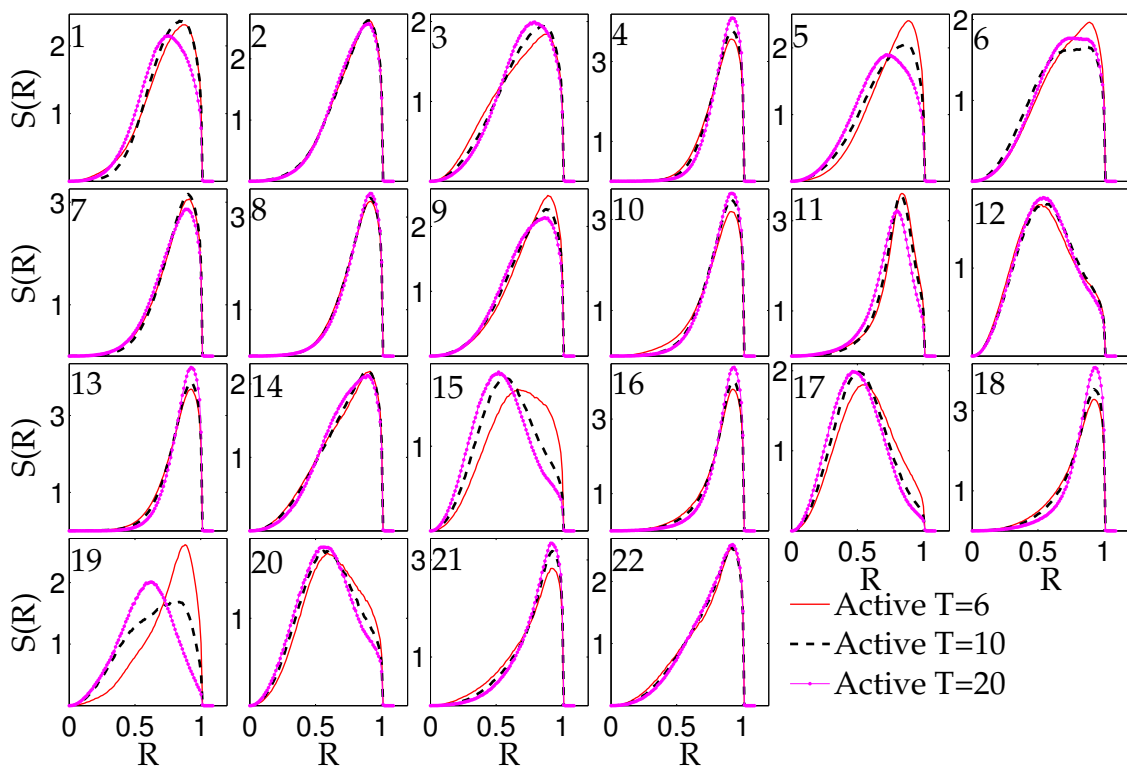 S(R)
1 2 3 4 5 6
2 2 2 3 2 2
1 1 1 1 1 1
S(R)
7 8 9 10 11 12
3 3 2 3 3 1
1 1 1 1 1
13 14 15 16 17 18
3 2 1 3 2 3
1 1 1 1 1
0 0.5 1 0 0.5 1
R R
S(R)
19 20 21 22
2 1 3 2
1 1 1
0 0.5 1 0 0.5 1 0 0.5 1 0 0.5 1
R R R R
Active T=6
Active T=10
Active T=20